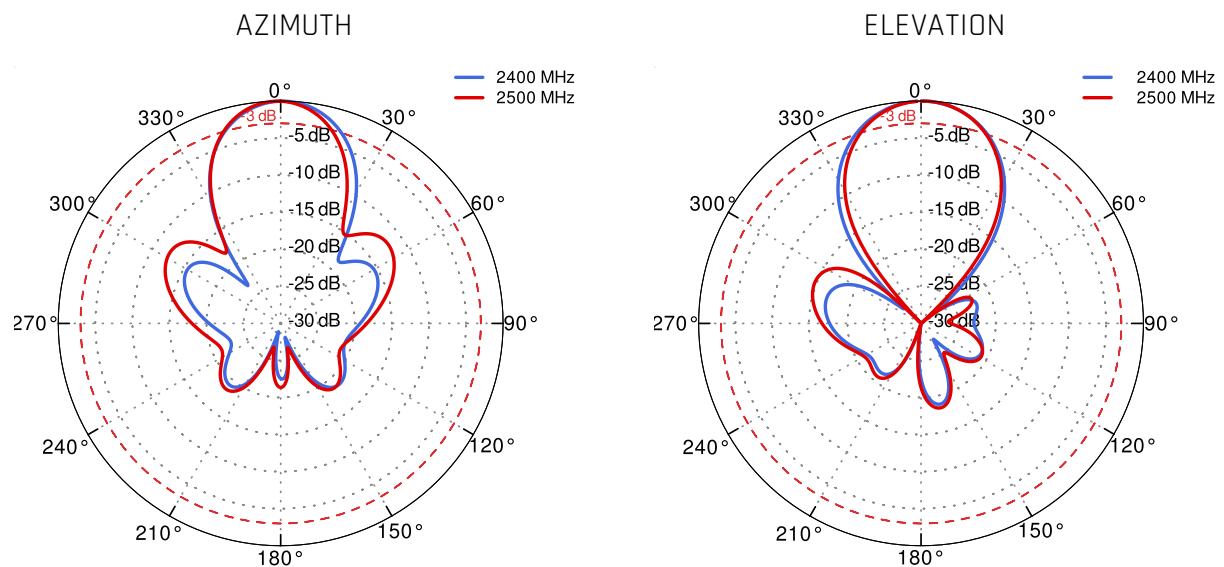 AZIMUTH
2400 MHz
2500 MHz
0°
330°
30°
-3 dB
-5 dB
-10 dB
300°
60°
-15 dB
-20 dB
-25 dB
270°
-30 dB
90°
240°
120°
210°
150°
180°
ELEVATION
2400 MHz
2500 MHz
0°
330°
30°
-3 dB
-5 dB
-10 dB
300°
60°
-15 dB
-20 dB
-25 dB
270°
-30 dB
90°
240°
120°
210°
150°
180°